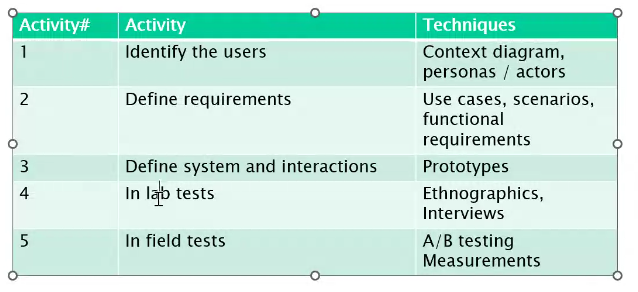 Activity# Activity Techniques
1 Identify the users Context diagram,
personas / actors
2 Define requirements Use cases, scenarios,
functional
requirements
3 Define system and interactions Prototypes
4 In lab tests Ethnographics,
Interviews
5 In field tests A/B testing
Measurements